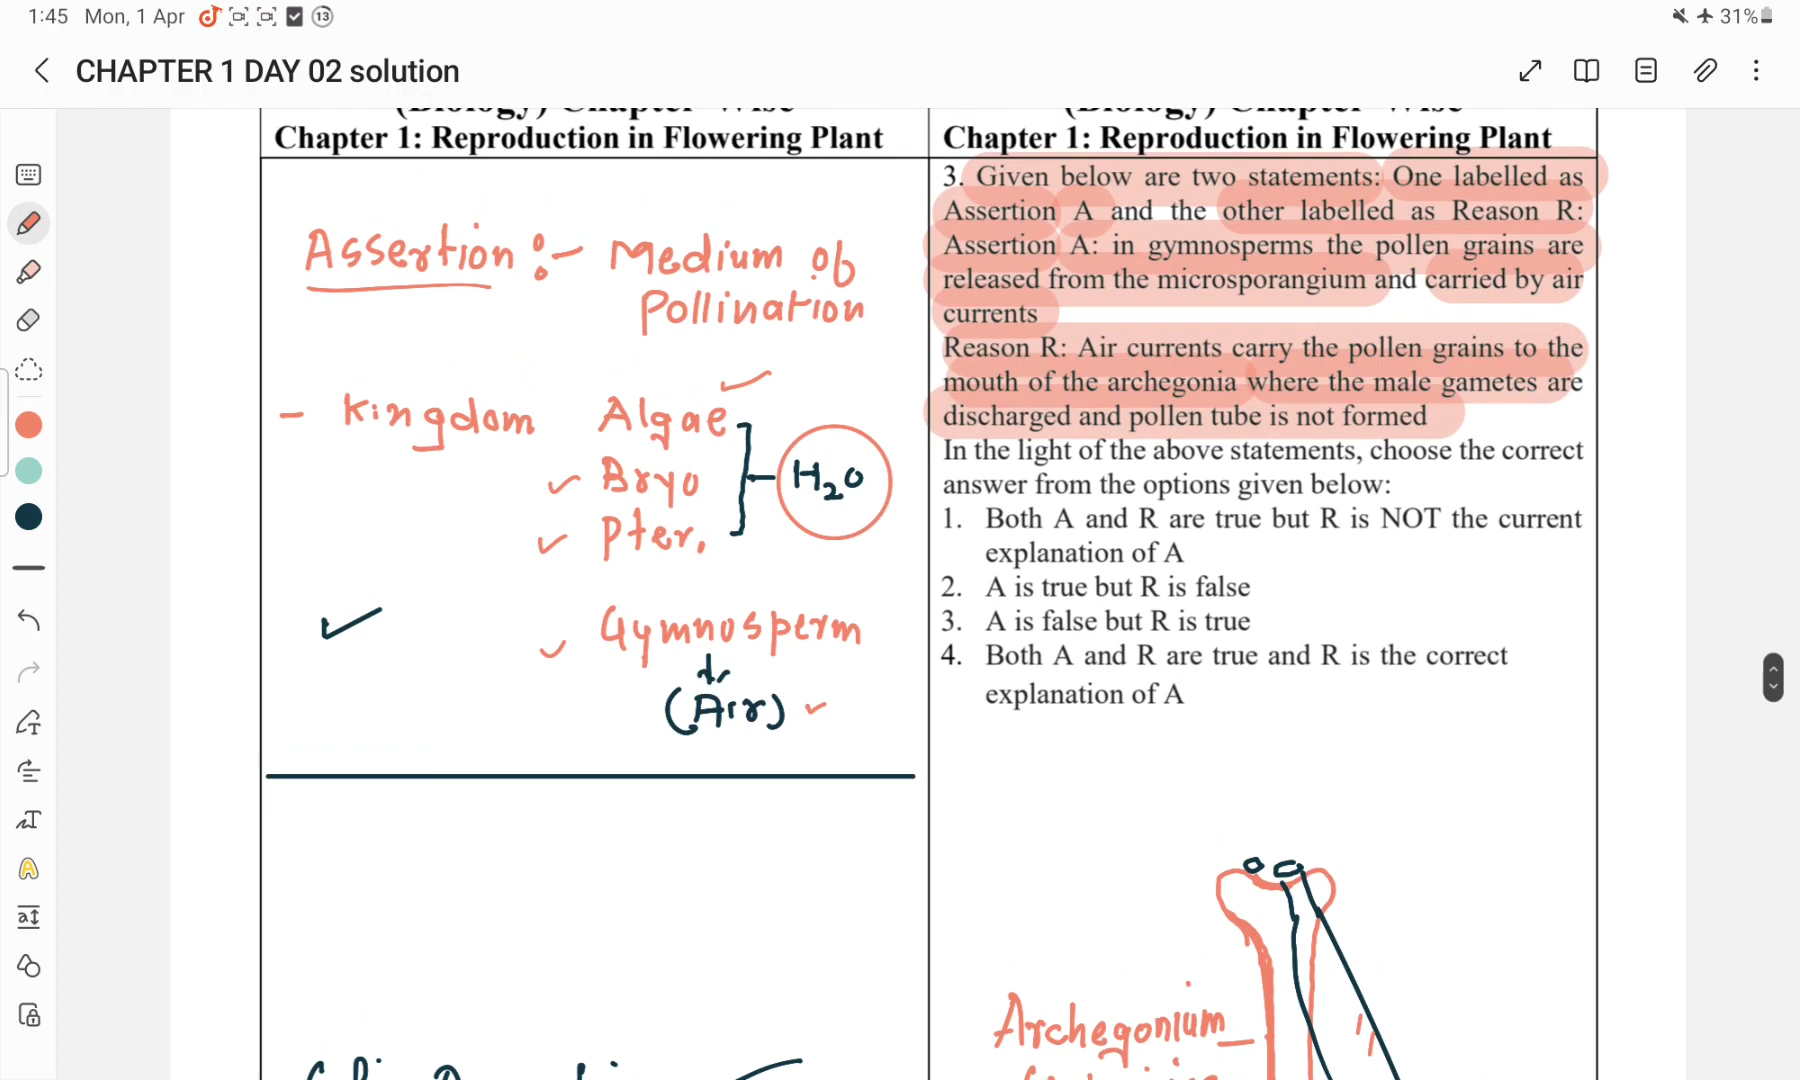 1:45 Mon, 1 Apr 13 31%
CHAPTER 1 DAY 02 solution
(Biology) Chapter-Wise
Chapter 1: Reproduction in Flowering Plant
Assertion :- Medium of
Pollination
- Kingdom Algae
Bryo
Pter.
H₂O
Gymnosperm
(Air)
(Biology) Chapter-Wise
Chapter 1: Reproduction in Flowering Plant
3. Given below are two statements: One labelled as
Assertion A and the other labelled as Reason R:
Assertion A: in gymnosperms the pollen grains are
released from the microsporangium and carried by air
currents
Reason R: Air currents carry the pollen grains to the
mouth of the archegonia where the male gametes are
discharged and pollen tube is not formed
In the light of the above statements, choose the correct
answer from the options given below:
1. Both A and R are true but R is NOT the current
explanation of A
2. A is true but R is false
3. A is false but R is true
4. Both A and R are true and R is the correct
explanation of A
Archegonium